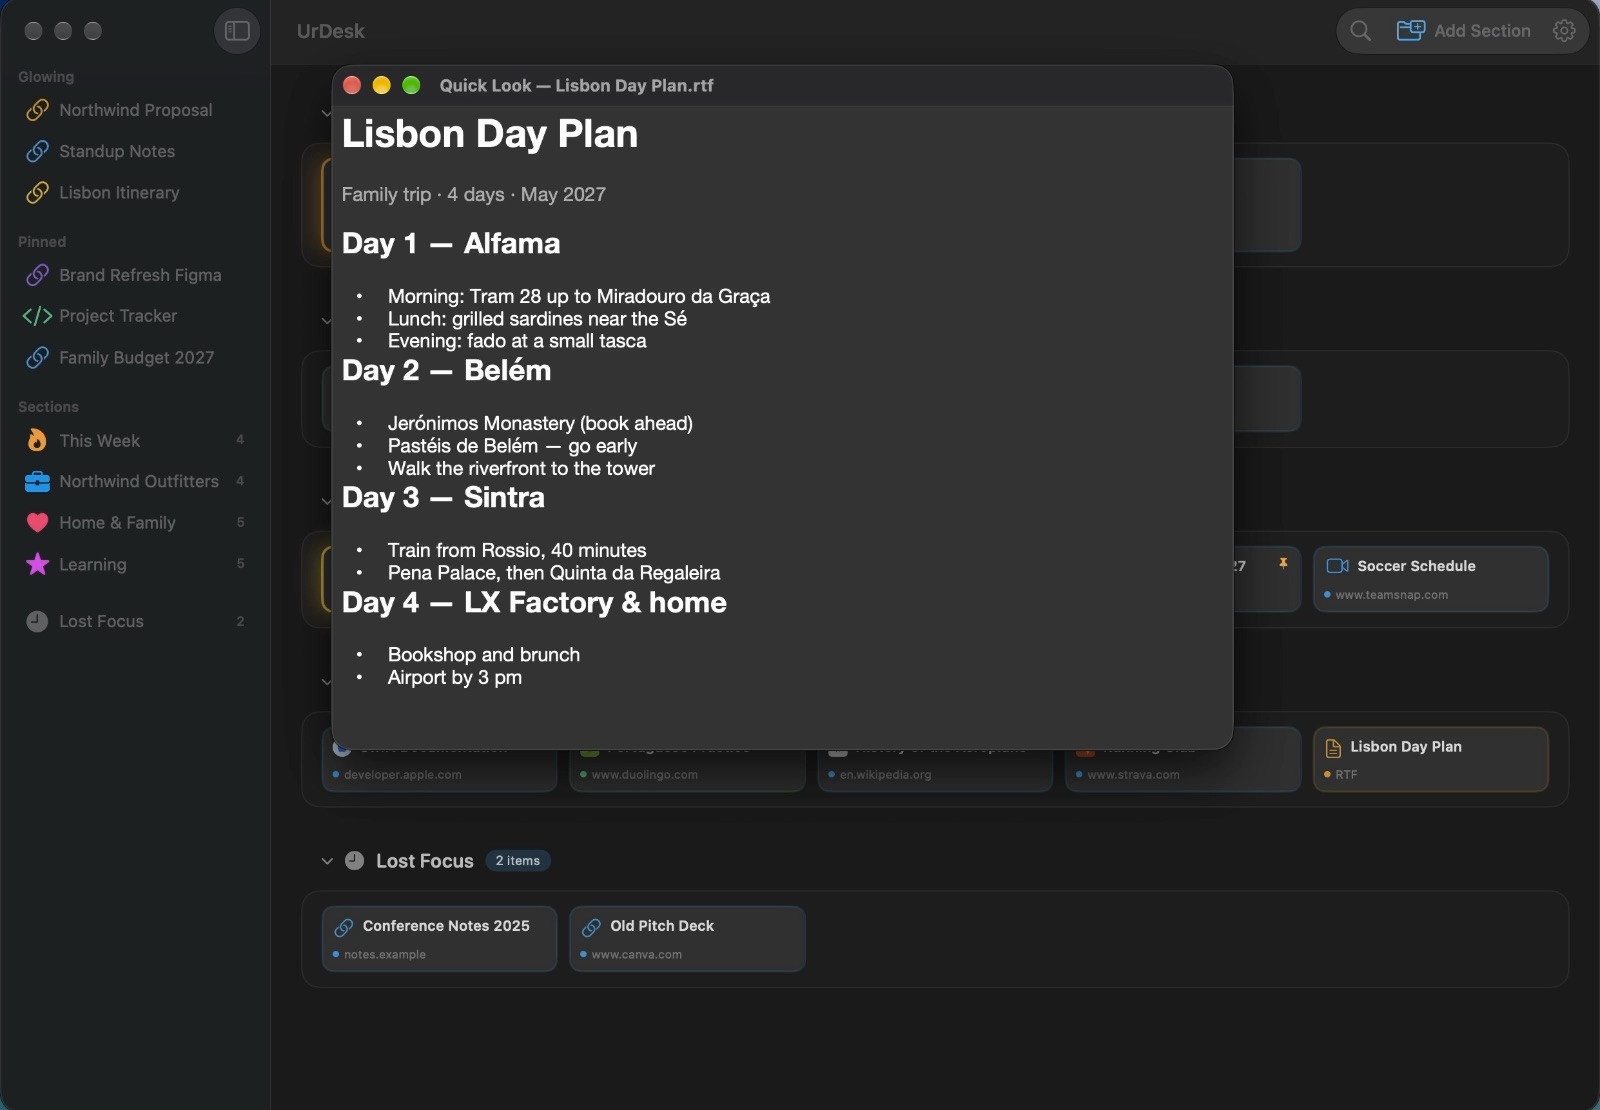 UrDesk
Add Section
Glowing
Northwind Proposal
Standup Notes
Lisbon Itinerary
Pinned
Brand Refresh Figma
Project Tracker
Family Budget 2027
Sections
This Week 4
Northwind Outfitters 4
Home & Family 5
Learning 5
Lost Focus 2
Quick Look — Lisbon Day Plan.rtf
Lisbon Day Plan
Family trip · 4 days · May 2027
Day 1 — Alfama
• Morning: Tram 28 up to Miradouro da Graça
• Lunch: grilled sardines near the Sé
• Evening: fado at a small tasca
Day 2 — Belém
• Jerónimos Monastery (book ahead)
• Pastéis de Belém — go early
• Walk the riverfront to the tower
Day 3 — Sintra
• Train from Rossio, 40 minutes
• Pena Palace, then Quinta da Regaleira
Day 4 — LX Factory & home
• Bookshop and brunch
• Airport by 3 pm
27
Soccer Schedule
www.teamsnap.com
developer.apple.com
www.duolingo.com
en.wikipedia.org
www.strava.com
Lisbon Day Plan
RTF
Lost Focus 2 items
Conference Notes 2025
notes.example
Old Pitch Deck
www.canva.com